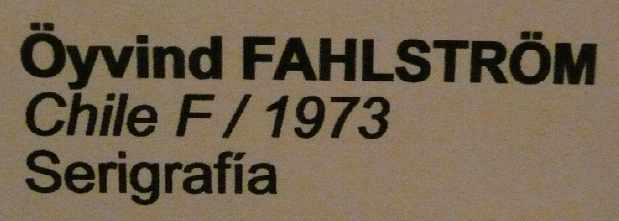 Öyvind FAHLSTRÖM
Chile F / 1973
Serigrafía